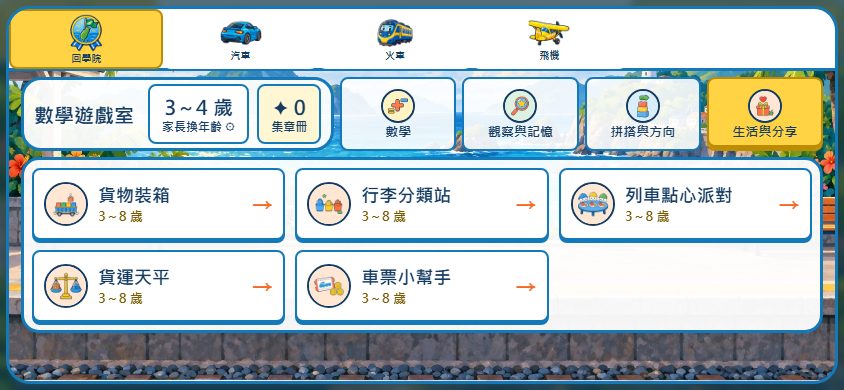 回學院
汽車
火車
飛機
數學遊戲室
3~4 歲
家長換年齡
✦ 0
集章冊
數學
觀察與記憶
拼搭與方向
生活與分享
貨物裝箱
3~8 歲
→
行李分類站
3~8 歲
→
列車點心派對
3~8 歲
→
貨運天平
3~8 歲
→
車票小幫手
3~8 歲
→